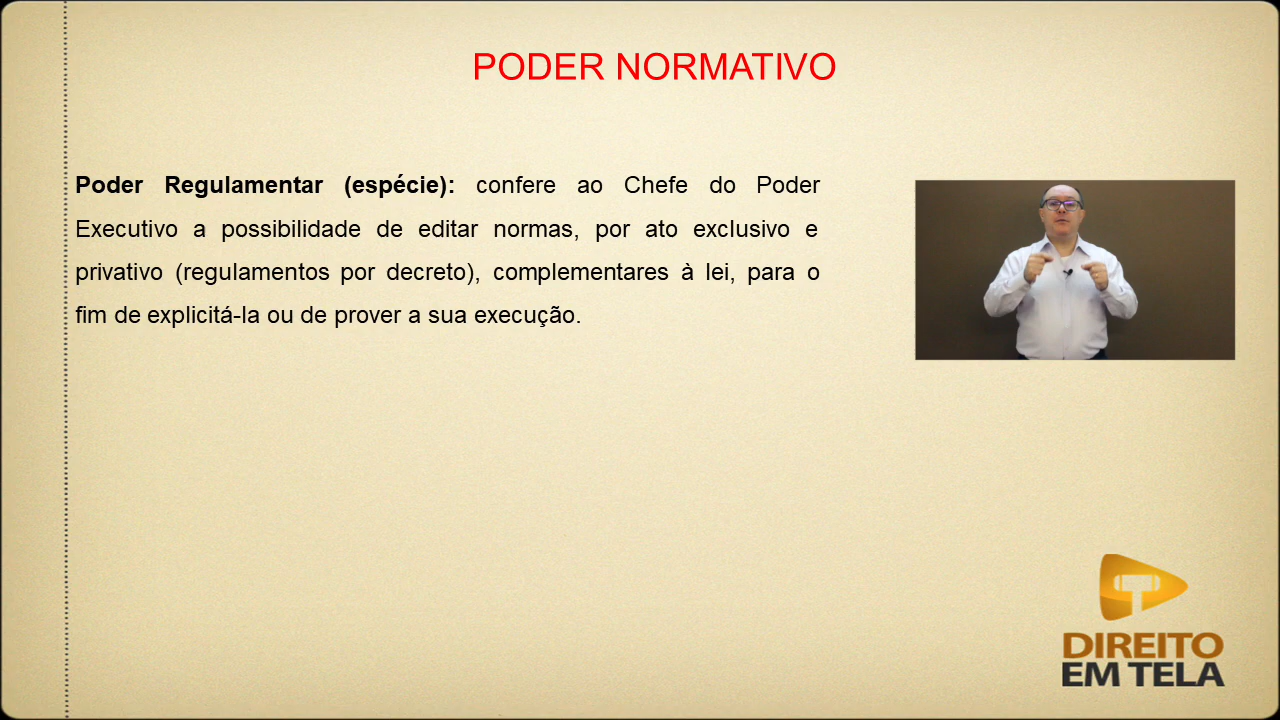 PODER NORMATIVO
Poder Regulamentar (espécie): confere ao Chefe do Poder
Executivo a possibilidade de editar normas, por ato exclusivo e
privativo (regulamentos por decreto), complementares à lei, para o
fim de explicitá-la ou de prover a sua execução.
DIREITO
EM TELA